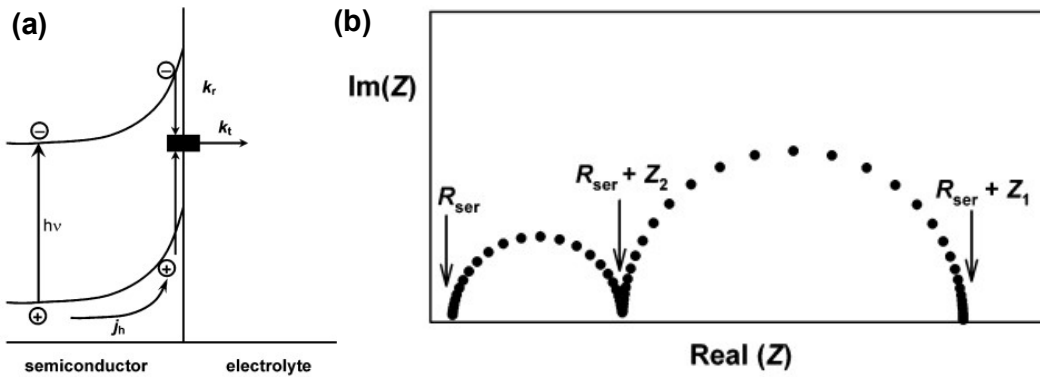 (a)
⊖
⊖
k_r
k_t
hν
⊕
⊕
j_h
semiconductor
electrolyte
(b)
Im(Z)
R_ser
R_ser + Z_2
R_ser + Z_1
Real (Z)